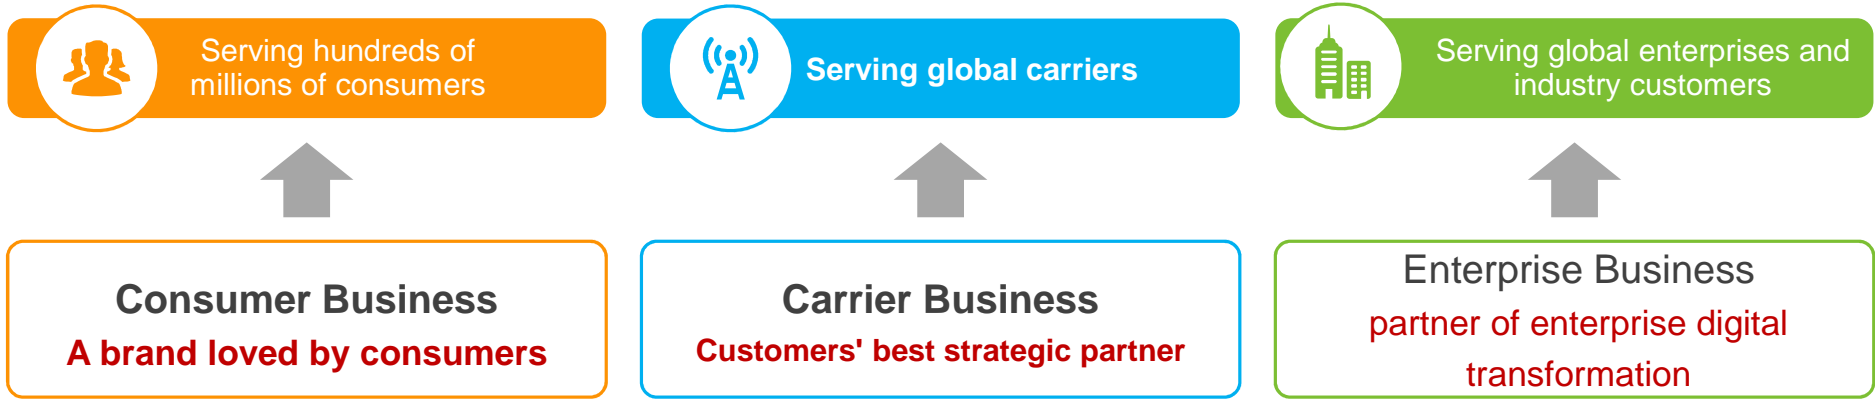 Serving hundreds of
millions of consumers
Serving global carriers
Serving global enterprises and
industry customers
Consumer Business
A brand loved by consumers
Carrier Business
Customers' best strategic partner
Enterprise Business
partner of enterprise digital
transformation